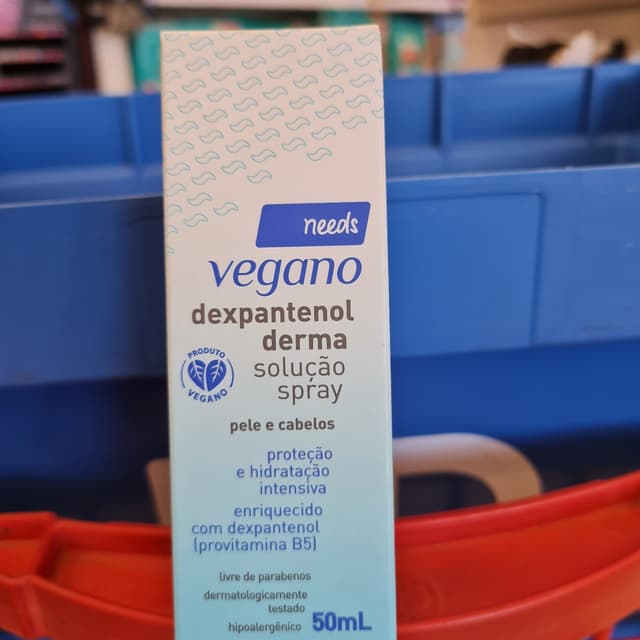 needs
vegano
dexpantenol
derma
solução
spray
PRODUTO
VEGANO
pele e cabelos
proteção
e hidratação
intensiva
enriquecido
com dexpantenol
(provitamina B5)
livre de parabenos
dermatologicamente
testado
hipoalergênico 50mL